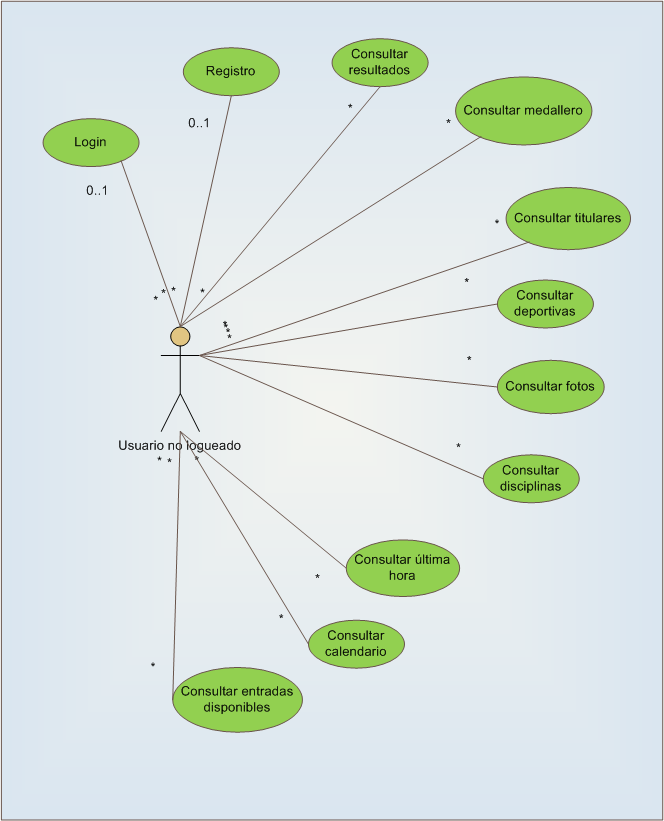 Consultar
resultados
Registro
*
Consultar medallero
0..1
*
Login
0..1
Consultar titulares
*
*
Consultar
deportivas
* * *
*
*
*
*
*
Consultar fotos
*
Usuario no logueado
* * *
*
Consultar
disciplinas
Consultar última
hora
*
*
Consultar
calendario
*
Consultar entradas
disponibles